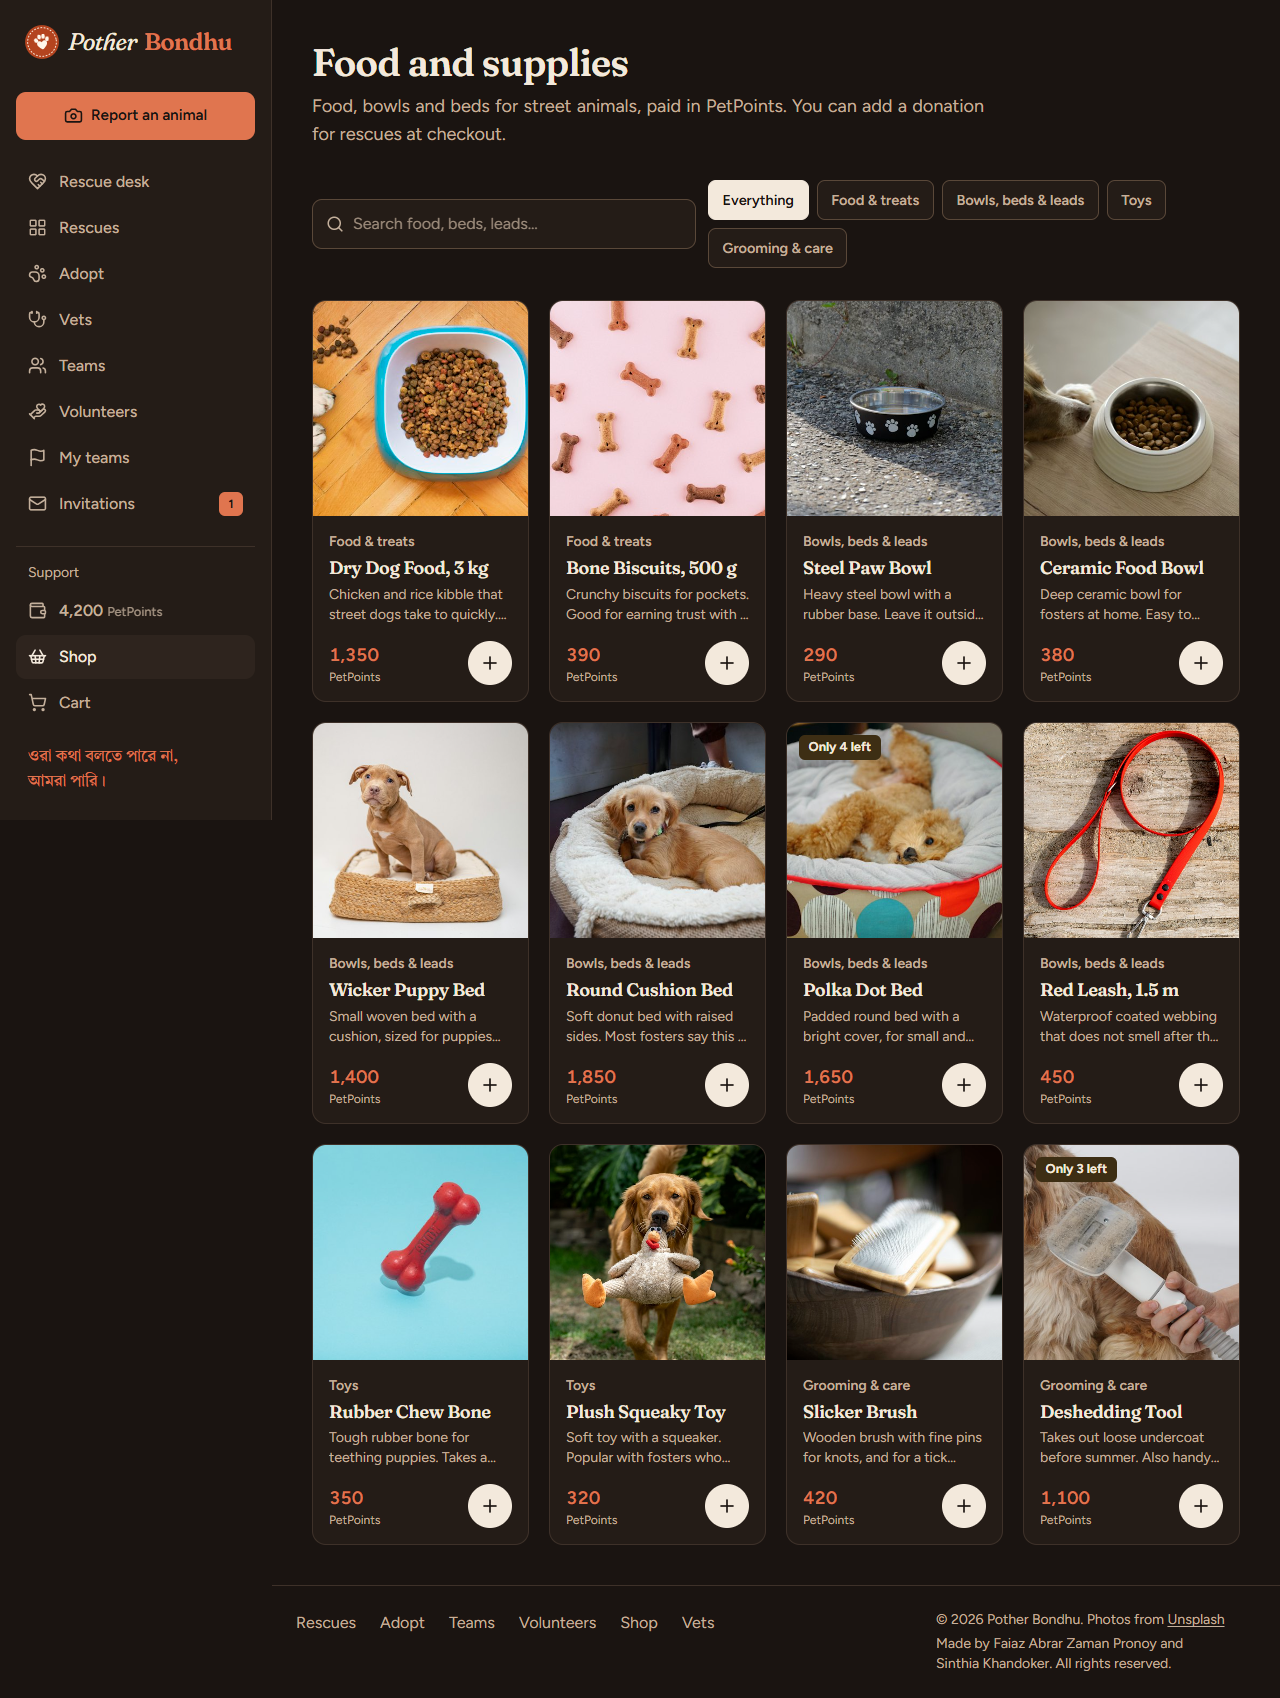 Pother Bondhu
Report an animal
Rescue desk
Rescues
Adopt
Vets
Teams
Volunteers
My teams
Invitations 1
Support
4,200 PetPoints
Shop
Cart
ওরা কথা বলতে পারে না,
আমরা পারি।
Food and supplies
Food, bowls and beds for street animals, paid in PetPoints. You can add a donation
for rescues at checkout.
Search food, beds, leads...
Everything
Food & treats
Bowls, beds & leads
Toys
Grooming & care
Food & treats
Dry Dog Food, 3 kg
Chicken and rice kibble that
street dogs take to quickly....
1,350
PetPoints
Food & treats
Bone Biscuits, 500 g
Crunchy biscuits for pockets.
Good for earning trust with ...
390
PetPoints
Bowls, beds & leads
Steel Paw Bowl
Heavy steel bowl with a
rubber base. Leave it outsid...
290
PetPoints
Bowls, beds & leads
Ceramic Food Bowl
Deep ceramic bowl for
fosters at home. Easy to...
380
PetPoints
Bowls, beds & leads
Wicker Puppy Bed
Small woven bed with a
cushion, sized for puppies...
1,400
PetPoints
Bowls, beds & leads
Round Cushion Bed
Soft donut bed with raised
sides. Most fosters say this ...
1,850
PetPoints
Only 4 left
Bowls, beds & leads
Polka Dot Bed
Padded round bed with a
bright cover, for small and...
1,650
PetPoints
Bowls, beds & leads
Red Leash, 1.5 m
Waterproof coated webbing
that does not smell after th...
450
PetPoints
Toys
Rubber Chew Bone
Tough rubber bone for
teething puppies. Takes a...
350
PetPoints
Toys
Plush Squeaky Toy
Soft toy with a squeaker.
Popular with fosters who...
320
PetPoints
Grooming & care
Slicker Brush
Wooden brush with fine pins
for knots, and for a tick...
420
PetPoints
Only 3 left
Grooming & care
Deshedding Tool
Takes out loose undercoat
before summer. Also handy...
1,100
PetPoints
Rescues Adopt Teams Volunteers Shop Vets
© 2026 Pother Bondhu. Photos from Unsplash
Made by Faiaz Abrar Zaman Pronoy and
Sinthia Khandoker. All rights reserved.